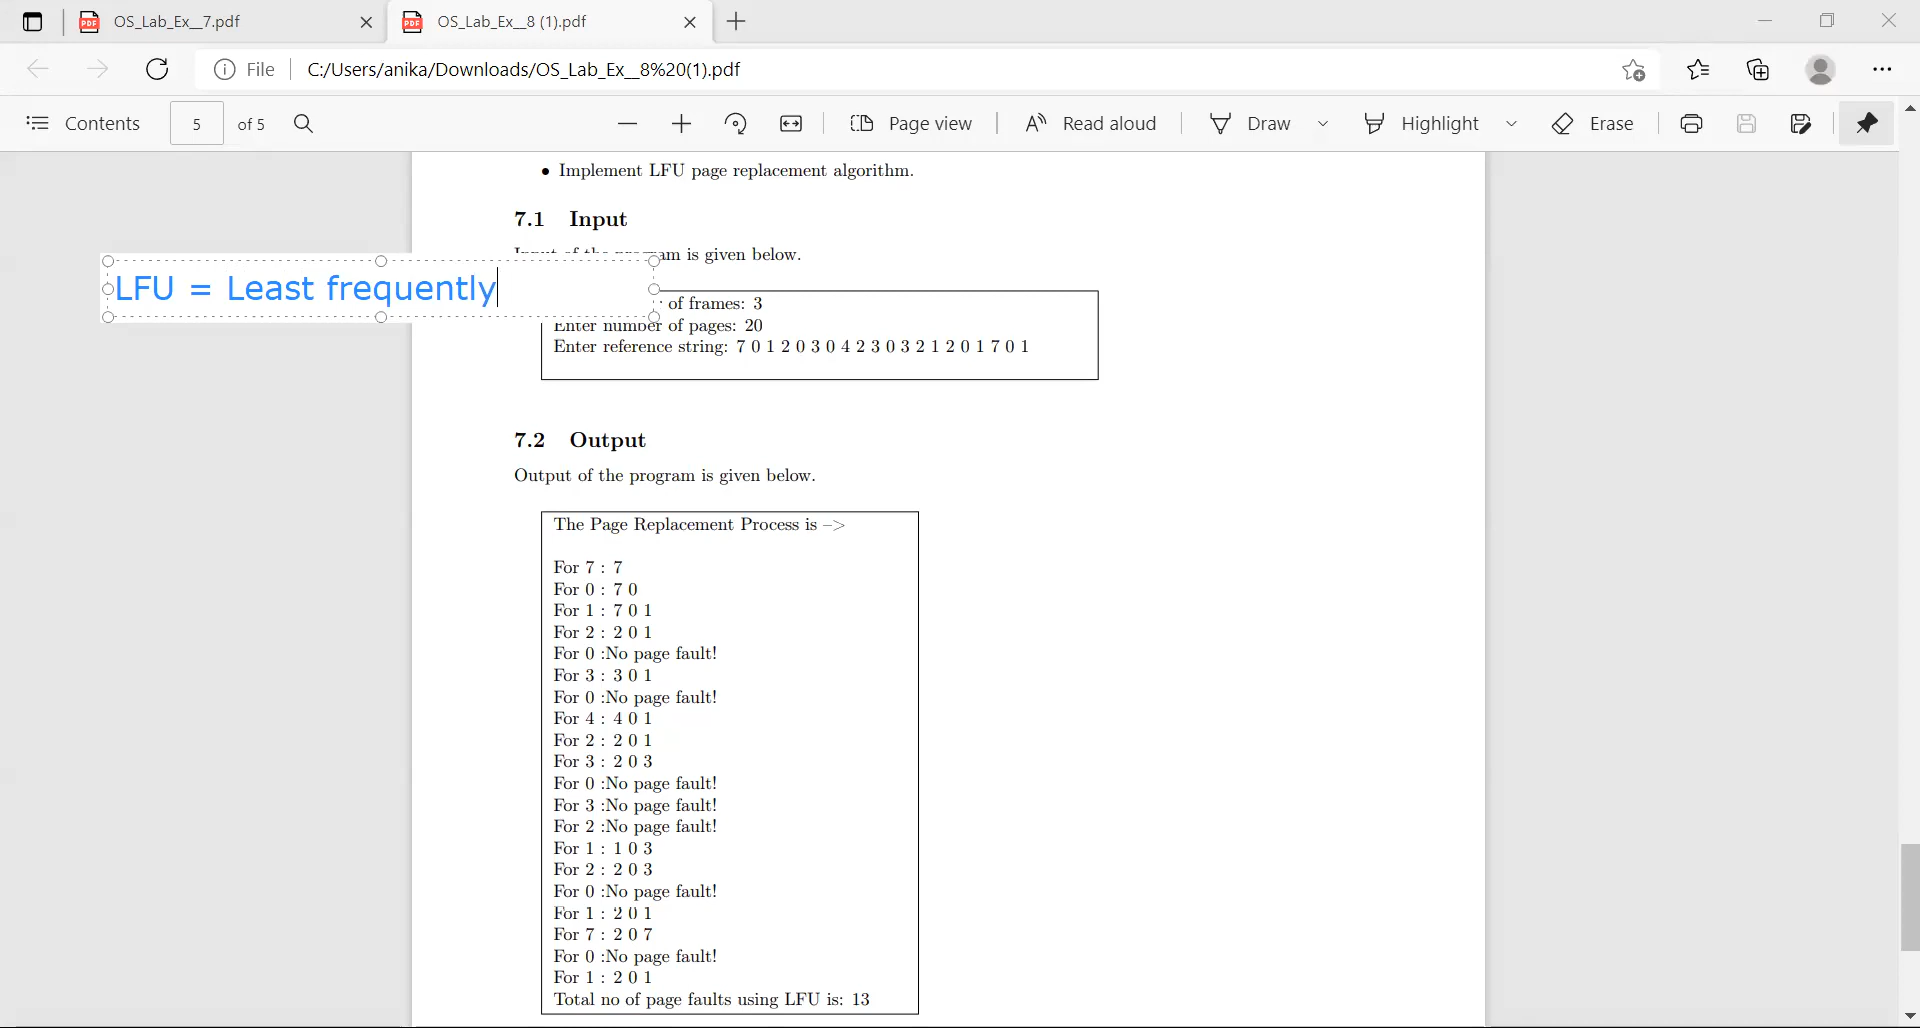 OS_Lab_Ex__7.pdf
OS_Lab_Ex__8 (1).pdf
File
C:/Users/anika/Downloads/OS_Lab_Ex__8%20(1).pdf
Contents
5
of 5
Page view
Read aloud
Draw
Highlight
Erase
• Implement LFU page replacement algorithm.
7.1 Input
Input of the program is given below.
LFU = Least frequently
of frames: 3
Enter number of pages: 20
Enter reference string: 7 0 1 2 0 3 0 4 2 3 0 3 2 1 2 0 1 7 0 1
7.2 Output
Output of the program is given below.
The Page Replacement Process is –>
For 7 : 7
For 0 : 7 0
For 1 : 7 0 1
For 2 : 2 0 1
For 0 :No page fault!
For 3 : 3 0 1
For 0 :No page fault!
For 4 : 4 0 1
For 2 : 2 0 1
For 3 : 2 0 3
For 0 :No page fault!
For 3 :No page fault!
For 2 :No page fault!
For 1 : 1 0 3
For 2 : 2 0 3
For 0 :No page fault!
For 1 : 2 0 1
For 7 : 2 0 7
For 0 :No page fault!
For 1 : 2 0 1
Total no of page faults using LFU is: 13